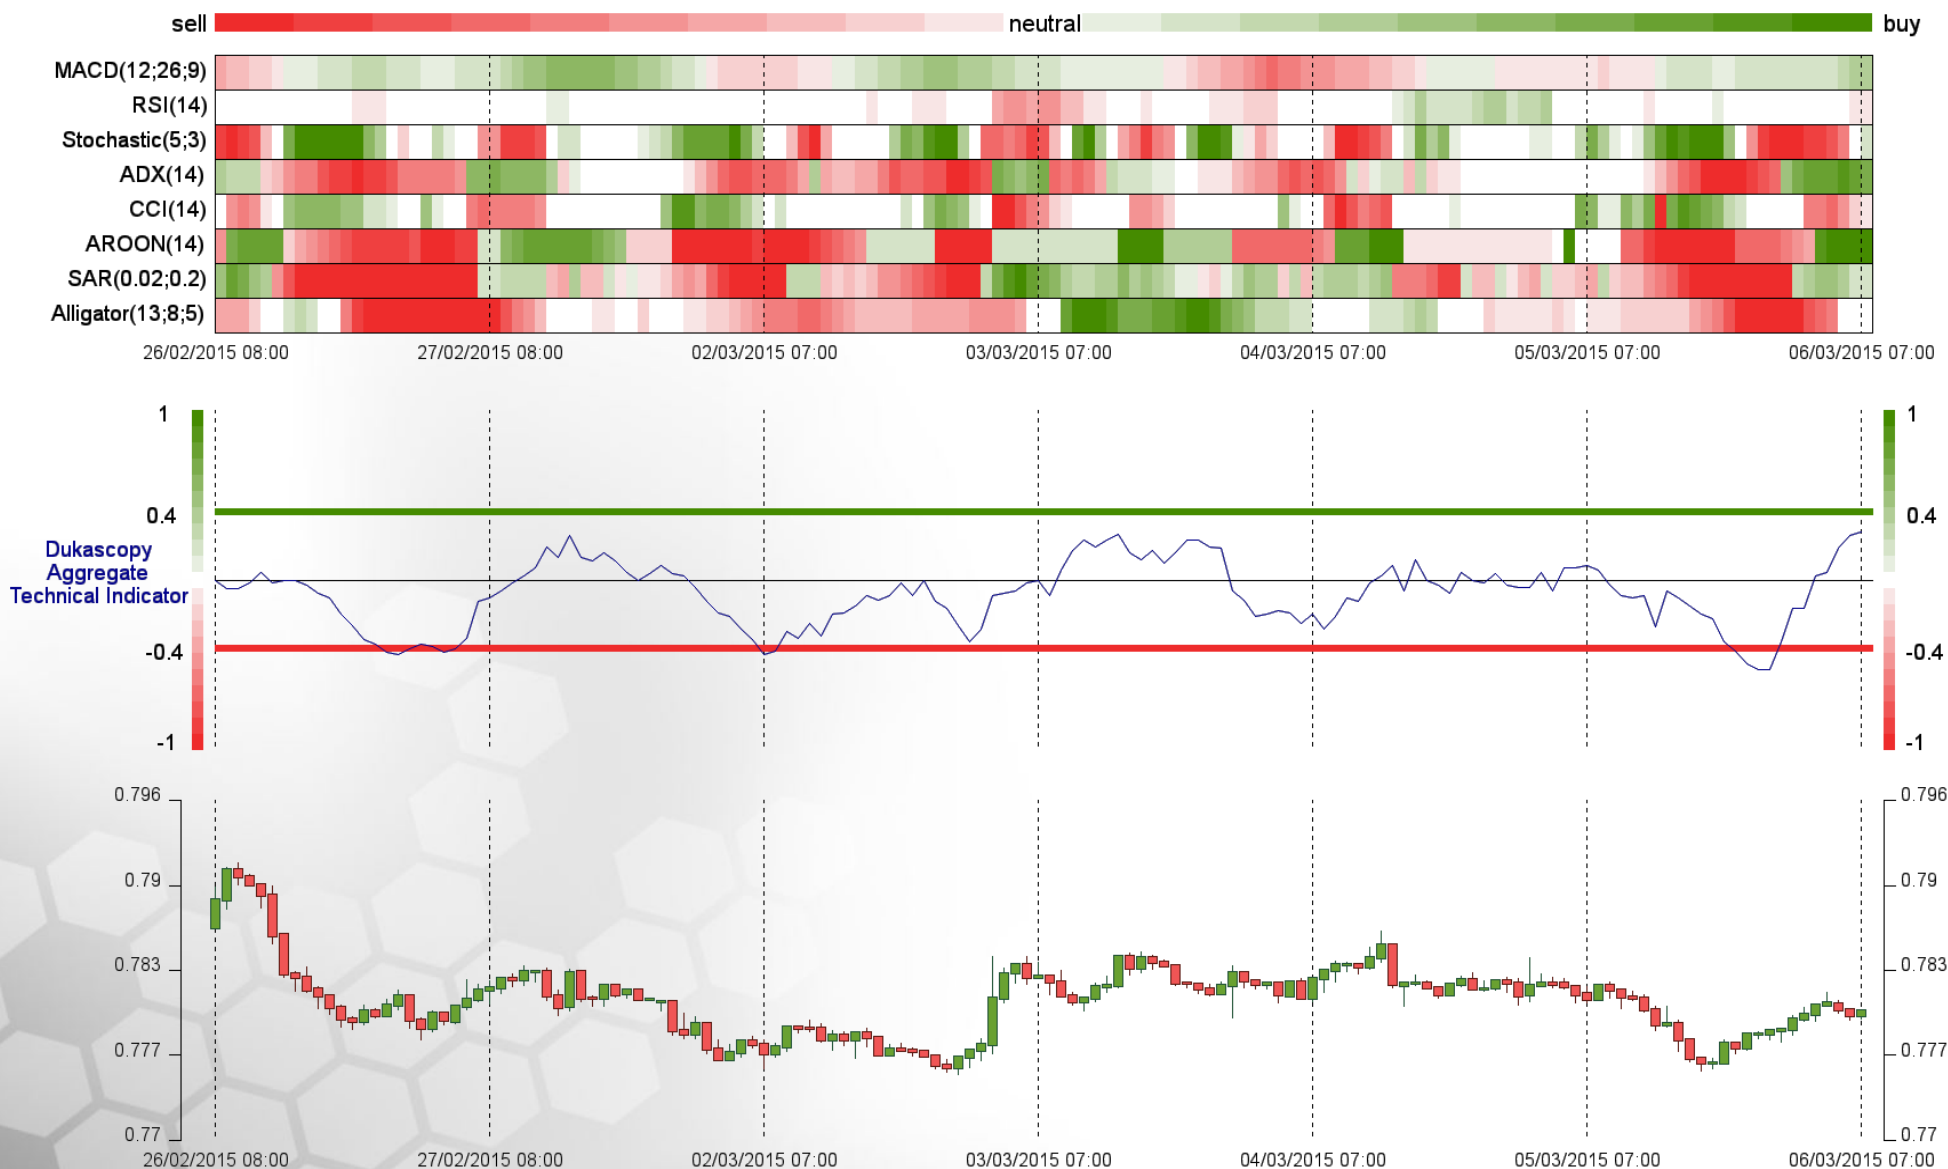 sell neutral buy
MACD(12;26;9)
RSI(14)
Stochastic(5;3)
ADX(14)
CCI(14)
AROON(14)
SAR(0.02;0.2)
Alligator(13;8;5)
26/02/2015 08:00 27/02/2015 08:00 02/03/2015 07:00 03/03/2015 07:00 04/03/2015 07:00 05/03/2015 07:00 06/03/2015 07:00
1 1
0.4 0.4
Dukascopy
Aggregate
Technical Indicator
-0.4 -0.4
-1 -1
0.796 0.796
0.79 0.79
0.783 0.783
0.777 0.777
0.77 0.77
26/02/2015 08:00 27/02/2015 08:00 02/03/2015 07:00 03/03/2015 07:00 04/03/2015 07:00 05/03/2015 07:00 06/03/2015 07:00